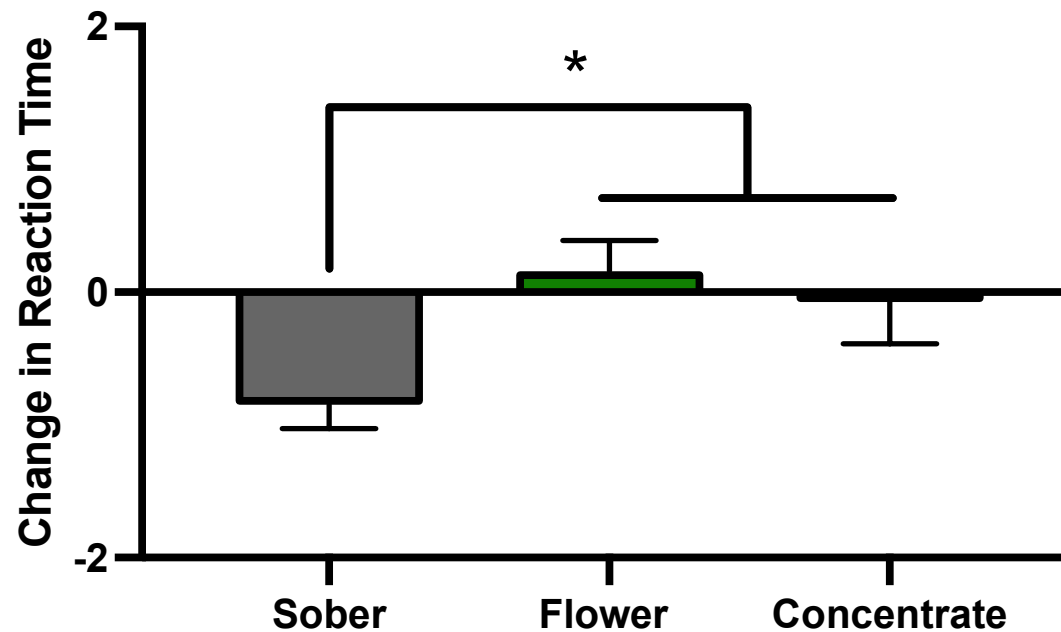 Change in Reaction Time
2
0
-2
*
Sober
Flower
Concentrate